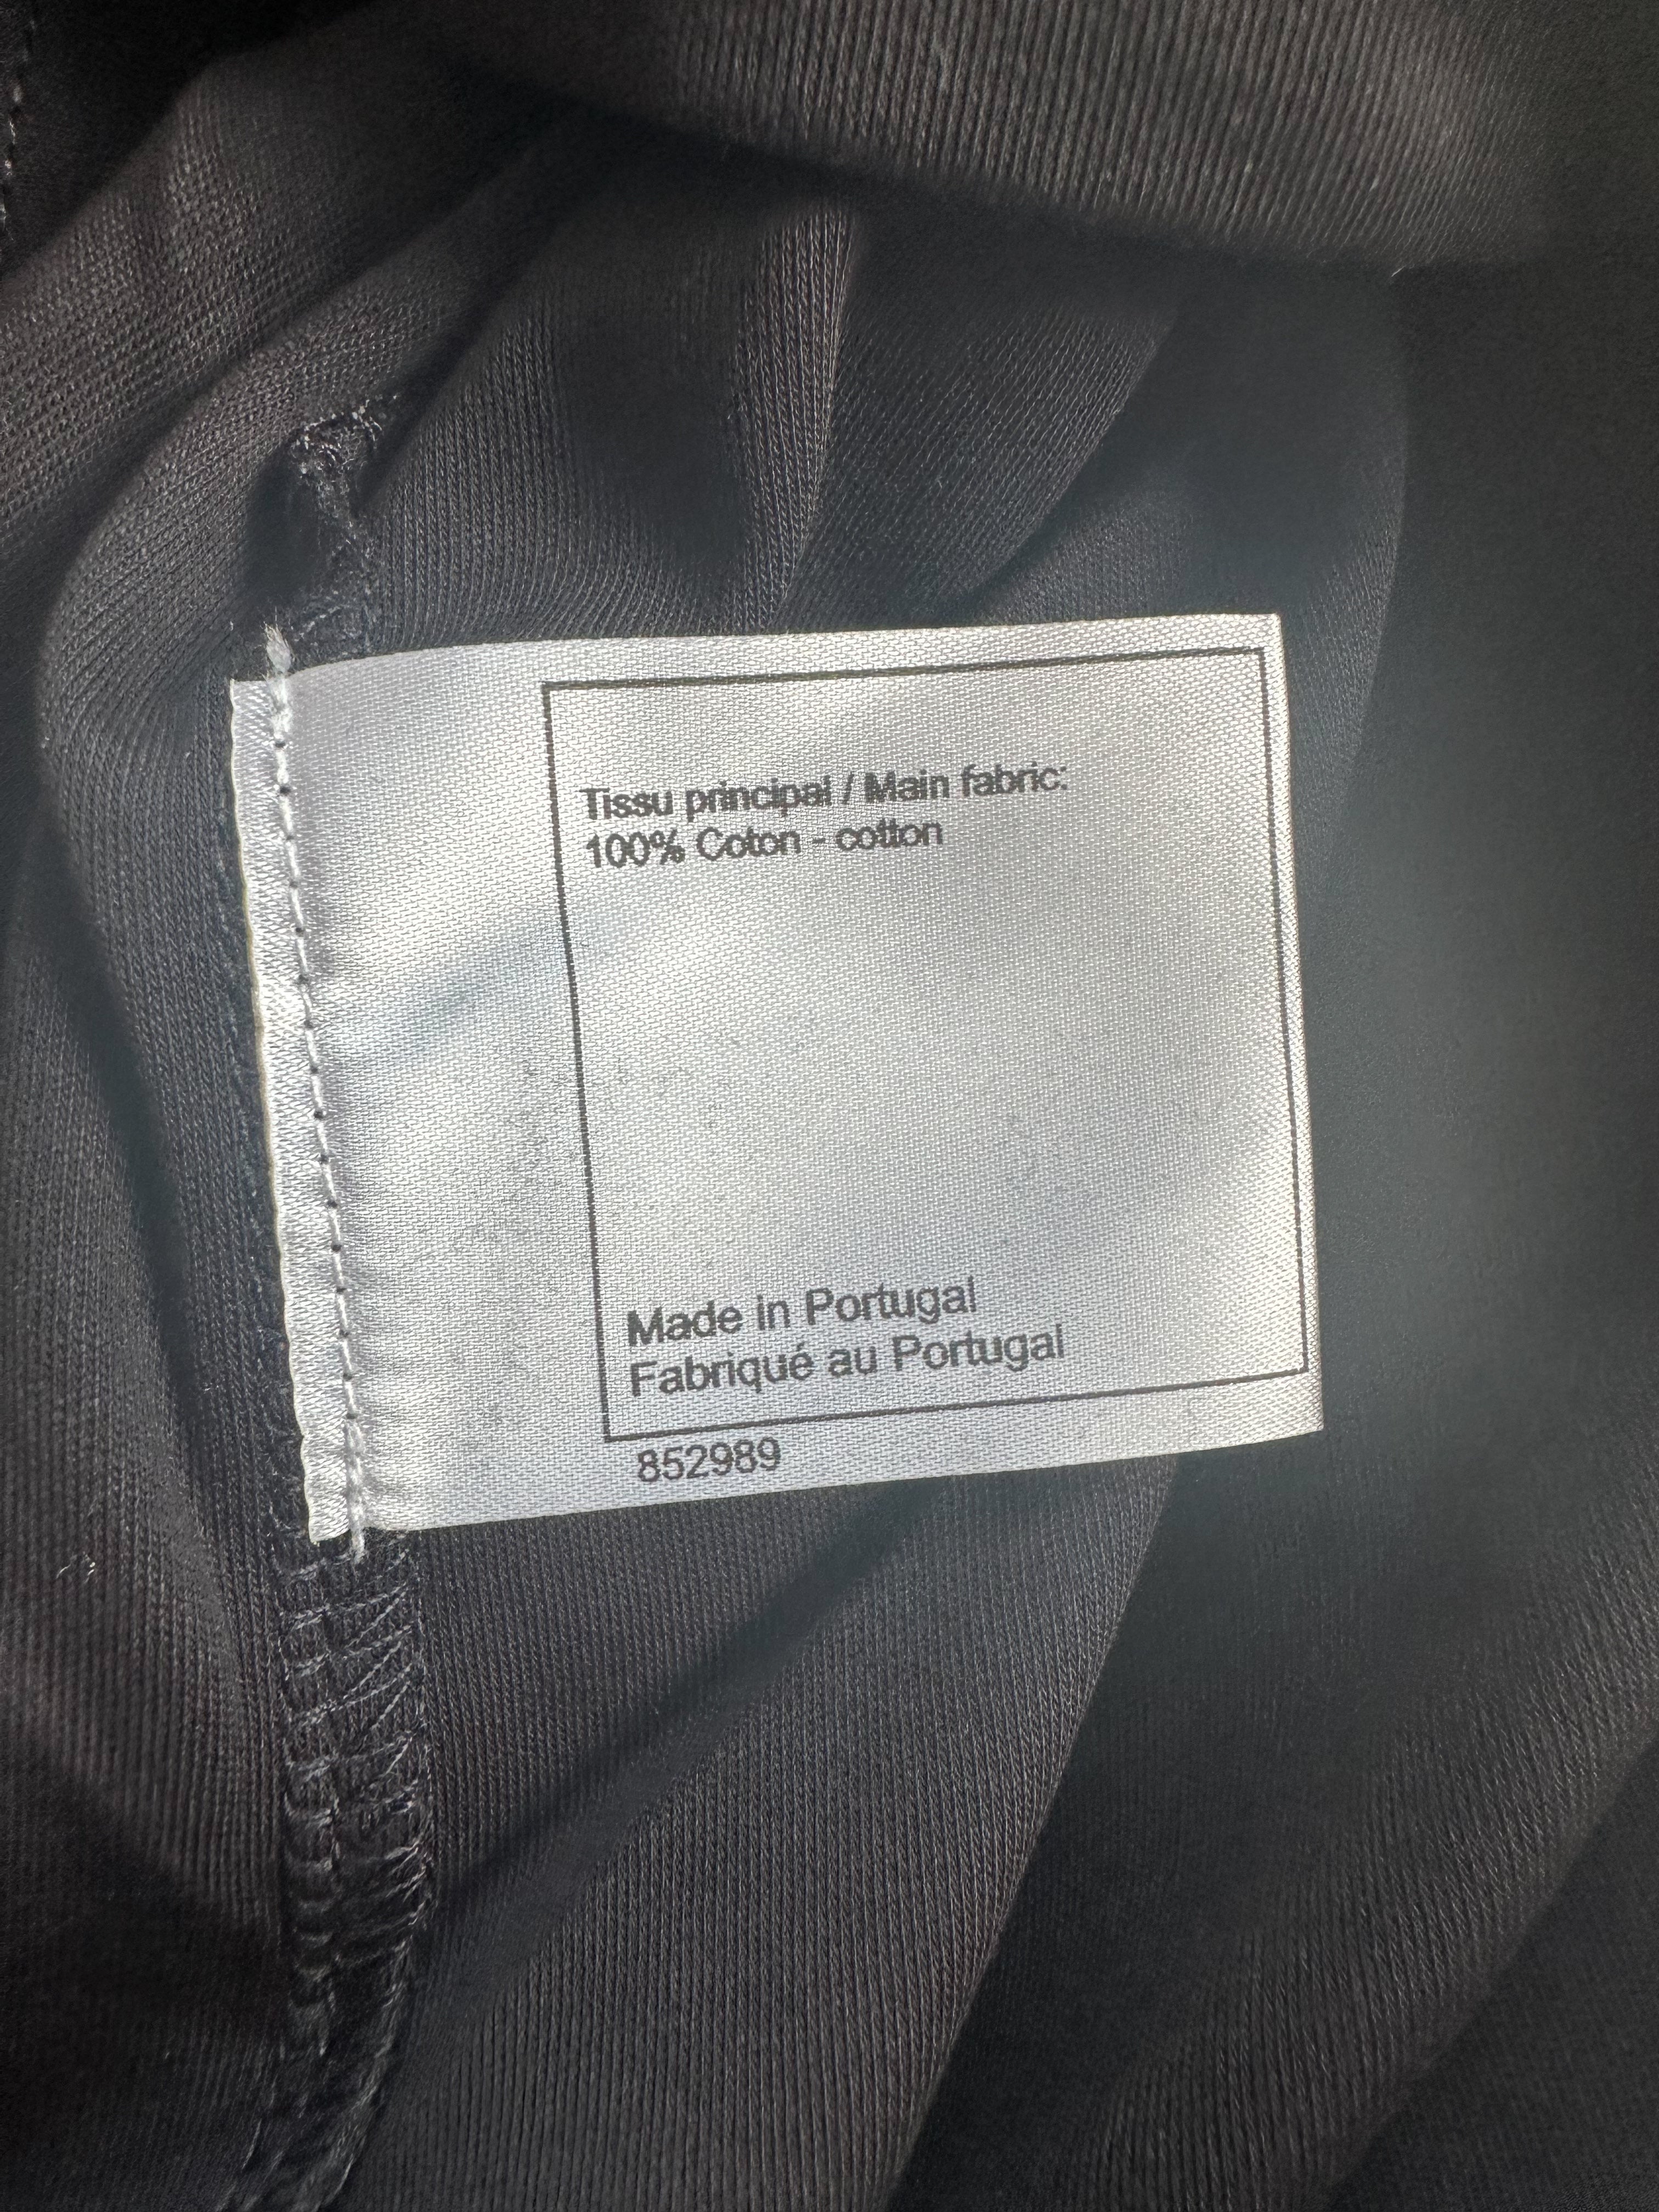 Tissu principal / Main fabric:
100% Coton - cotton
Made in Portugal
Fabriqué au Portugal
852989